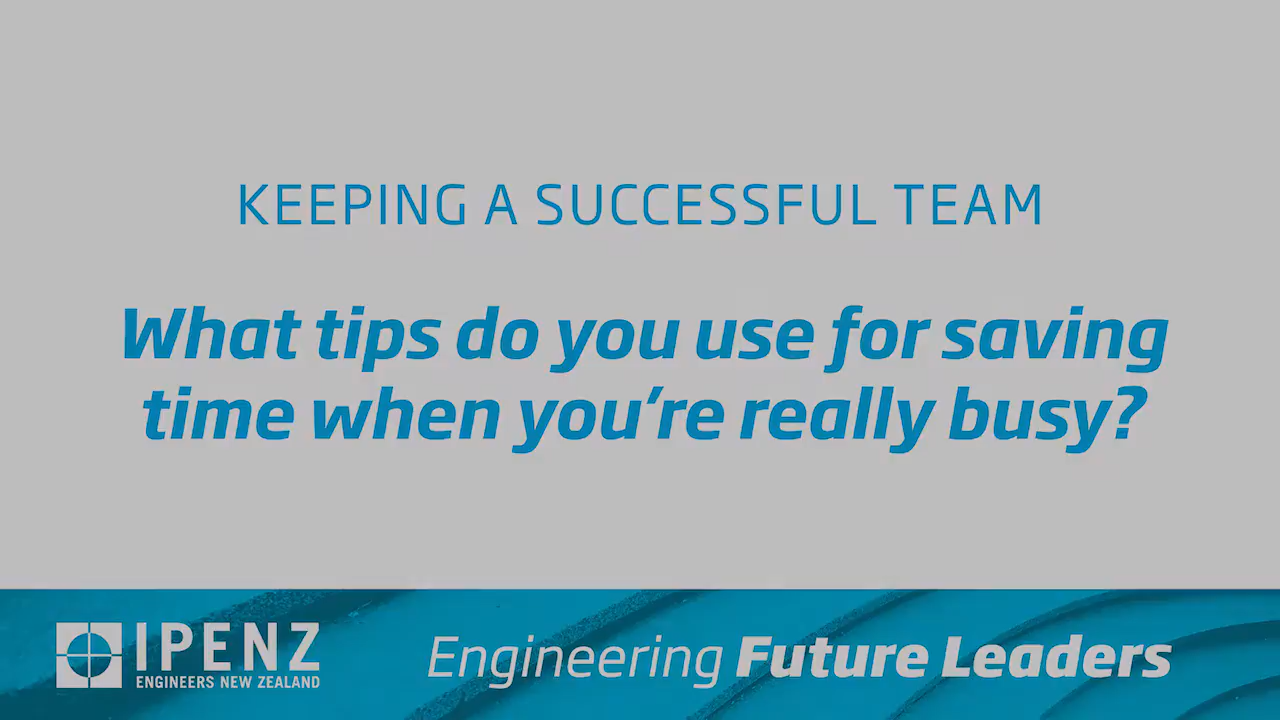 KEEPING A SUCCESSFUL TEAM
What tips do you use for saving
time when you’re really busy?
IPENZ
ENGINEERS NEW ZEALAND
Engineering Future Leaders